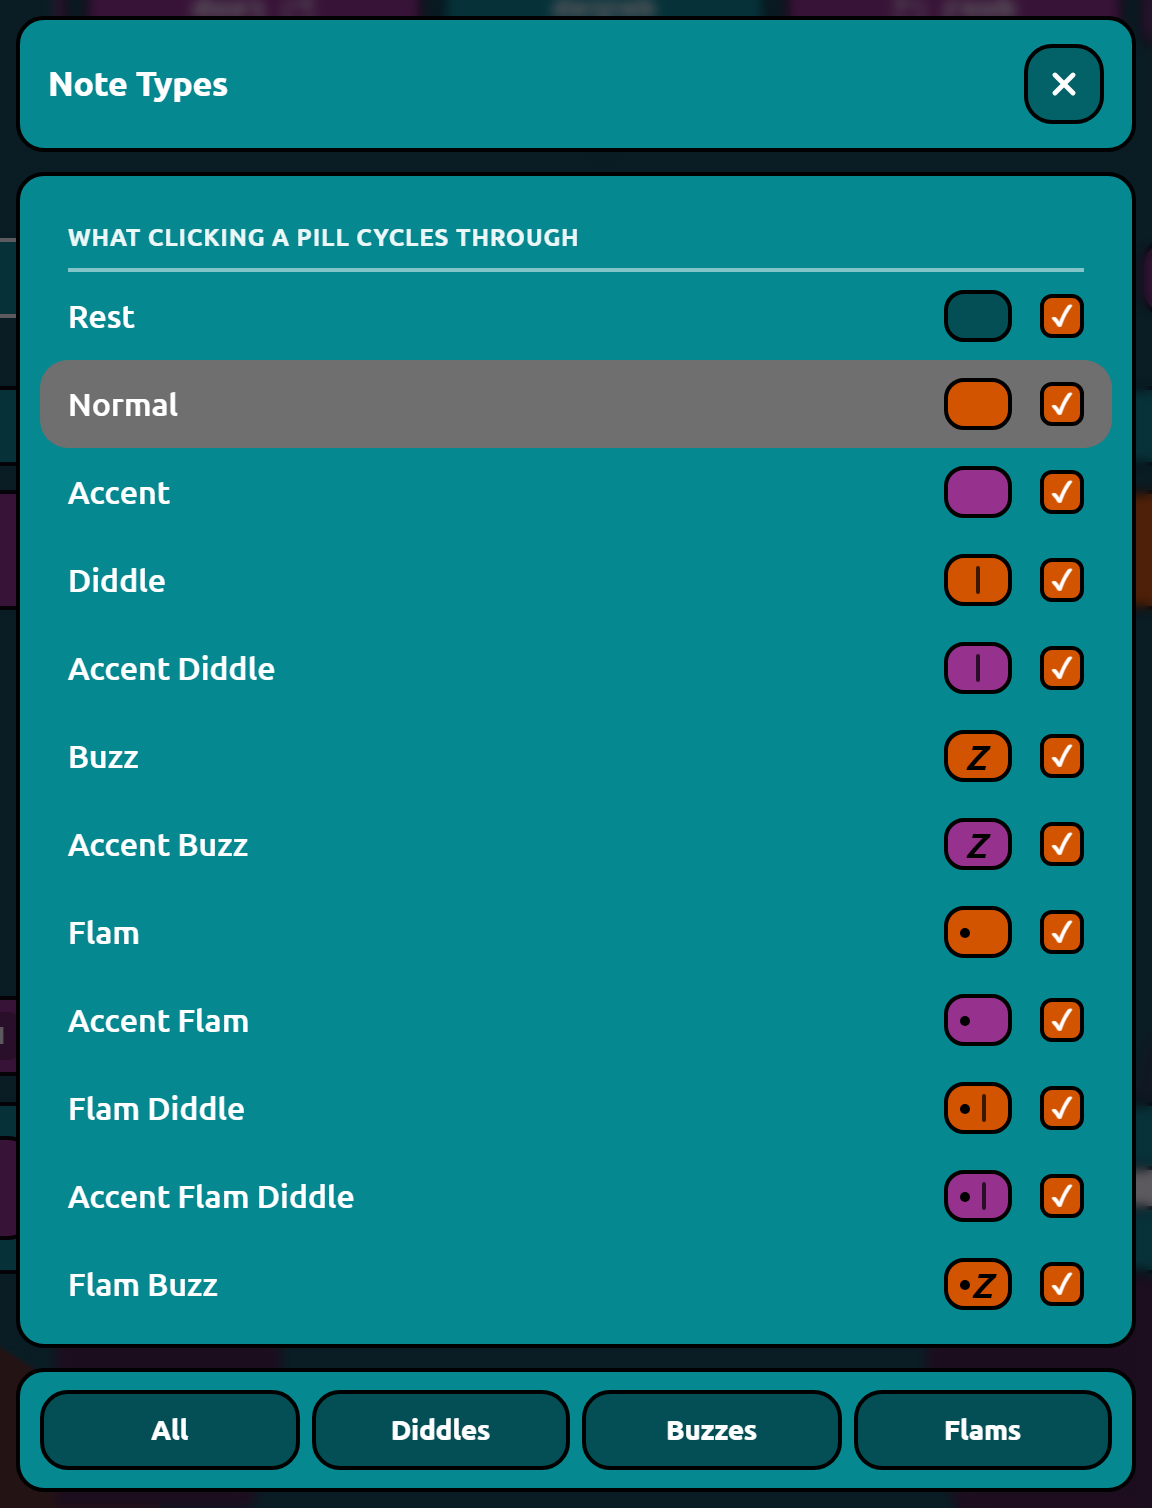 Note Types
WHAT CLICKING A PILL CYCLES THROUGH
Rest
Normal
Accent
Diddle
Accent Diddle
Buzz
Z
Accent Buzz
Z
Flam
Accent Flam
Flam Diddle
Accent Flam Diddle
Flam Buzz
Z
All
Diddles
Buzzes
Flams